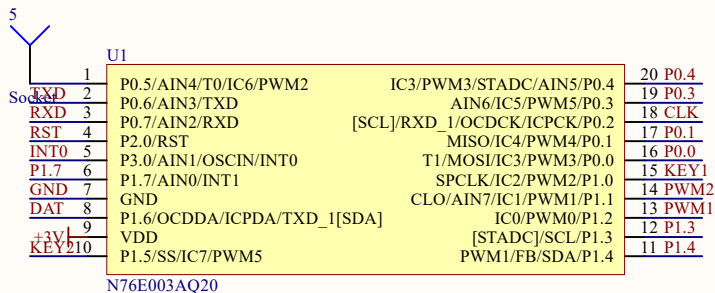 5
U1
Socket
1 P0.5/AIN4/T0/IC6/PWM2 IC3/PWM3/STADC/AIN5/P0.4 20 P0.4
TXD 2 P0.6/AIN3/TXD AIN6/IC5/PWM5/P0.3 19 P0.3
RXD 3 P0.7/AIN2/RXD [SCL]/RXD_1/OCDCK/ICPCK/P0.2 18 CLK
RST 4 P2.0/RST MISO/IC4/PWM4/P0.1 17 P0.1
INT0 5 P3.0/AIN1/OSCIN/INT0 T1/MOSI/IC3/PWM3/P0.0 16 P0.0
P1.7 6 P1.7/AIN0/INT1 SPCLK/IC2/PWM2/P1.0 15 KEY1
GND 7 GND CLO/AIN7/IC1/PWM1/P1.1 14 PWM2
DAT 8 P1.6/OCDDA/ICPDA/TXD_1[SDA] IC0/PWM0/P1.2 13 PWM1
+3V 9 VDD [STADC]/SCL/P1.3 12 P1.3
KEY2 10 P1.5/SS/IC7/PWM5 PWM1/FB/SDA/P1.4 11 P1.4
N76E003AQ20